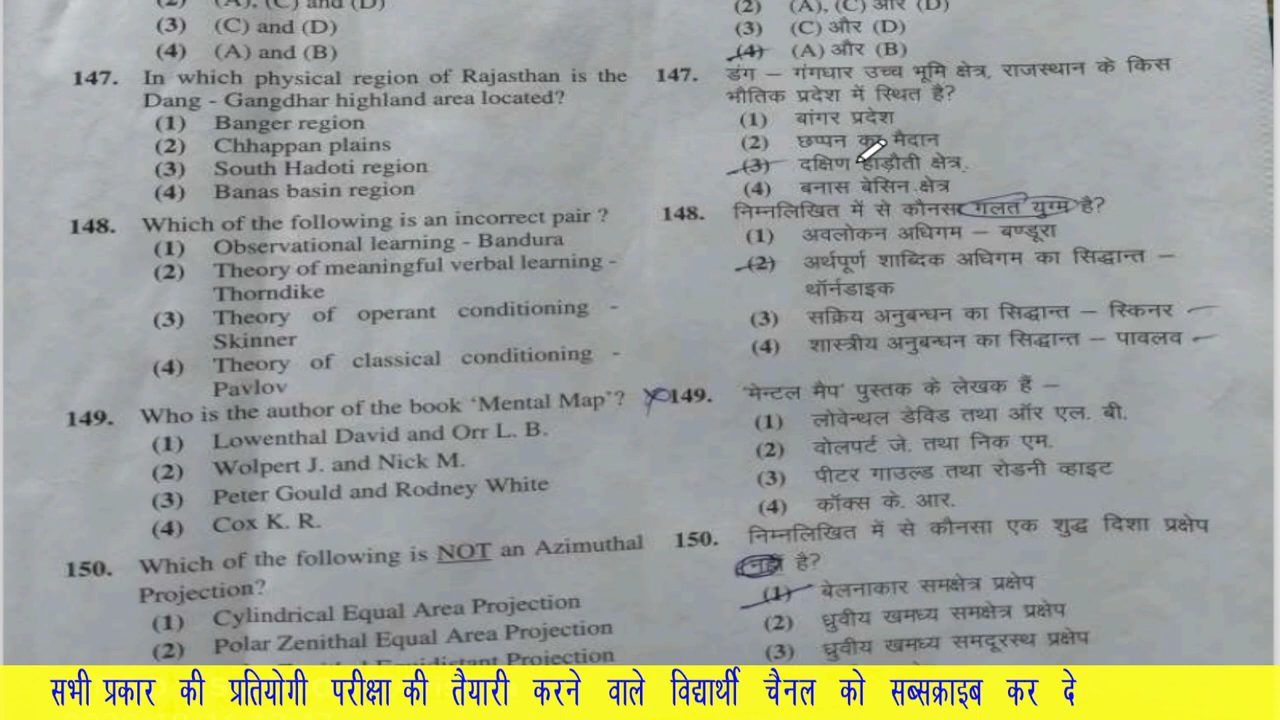 (2) (A), (C) and (D)
(3) (C) and (D)
(4) (A) and (B)
147. In which physical region of Rajasthan is the
Dang - Gangdhar highland area located?
(1) Banger region
(2) Chhappan plains
(3) South Hadoti region
(4) Banas basin region
148. Which of the following is an incorrect pair ?
(1) Observational learning - Bandura
(2) Theory of meaningful verbal learning -
Thorndike
(3) Theory of operant conditioning -
Skinner
(4) Theory of classical conditioning -
Pavlov
149. Who is the author of the book ‘Mental Map’?
(1) Lowenthal David and Orr L. B.
(2) Wolpert J. and Nick M.
(3) Peter Gould and Rodney White
(4) Cox K. R.
150. Which of the following is NOT an Azimuthal
Projection?
(1) Cylindrical Equal Area Projection
(2) Polar Zenithal Equal Area Projection
Equidistant Projection
(2) (A), (C) और (D)
(3) (C) और (D)
(4) (A) और (B)
147. डंग – गंगधार उच्च भूमि क्षेत्र, राजस्थान के किस
भौतिक प्रदेश में स्थित है?
(1) बांगर प्रदेश
(2) छप्पन का मैदान
(3) दक्षिण हाड़ौती क्षेत्र
(4) बनास बेसिन क्षेत्र
148. निम्नलिखित में से कौनसा गलत युग्म है?
(1) अवलोकन अधिगम – बण्डूरा
(2) अर्थपूर्ण शाब्दिक अधिगम का सिद्धान्त –
थॉर्नडाइक
(3) सक्रिय अनुबन्धन का सिद्धान्त – स्किनर
(4) शास्त्रीय अनुबन्धन का सिद्धान्त – पावलव
149. ‘मेन्टल मैप’ पुस्तक के लेखक हैं –
(1) लोवेन्थल डेविड तथा ऑर एल. बी.
(2) वोलपर्ट जे. तथा निक एम.
(3) पीटर गाउल्ड तथा रोडनी व्हाइट
(4) कॉक्स के. आर.
150. निम्नलिखित में से कौनसा एक शुद्ध दिशा प्रक्षेप
नहीं है?
(1) बेलनाकार समक्षेत्र प्रक्षेप
(2) ध्रुवीय खमध्य समक्षेत्र प्रक्षेप
(3) ध्रुवीय खमध्य समदूरस्थ प्रक्षेप
सभी प्रकार की प्रतियोगी परीक्षा की तैयारी करने वाले विद्यार्थी चैनल को सब्सक्राइब कर दे